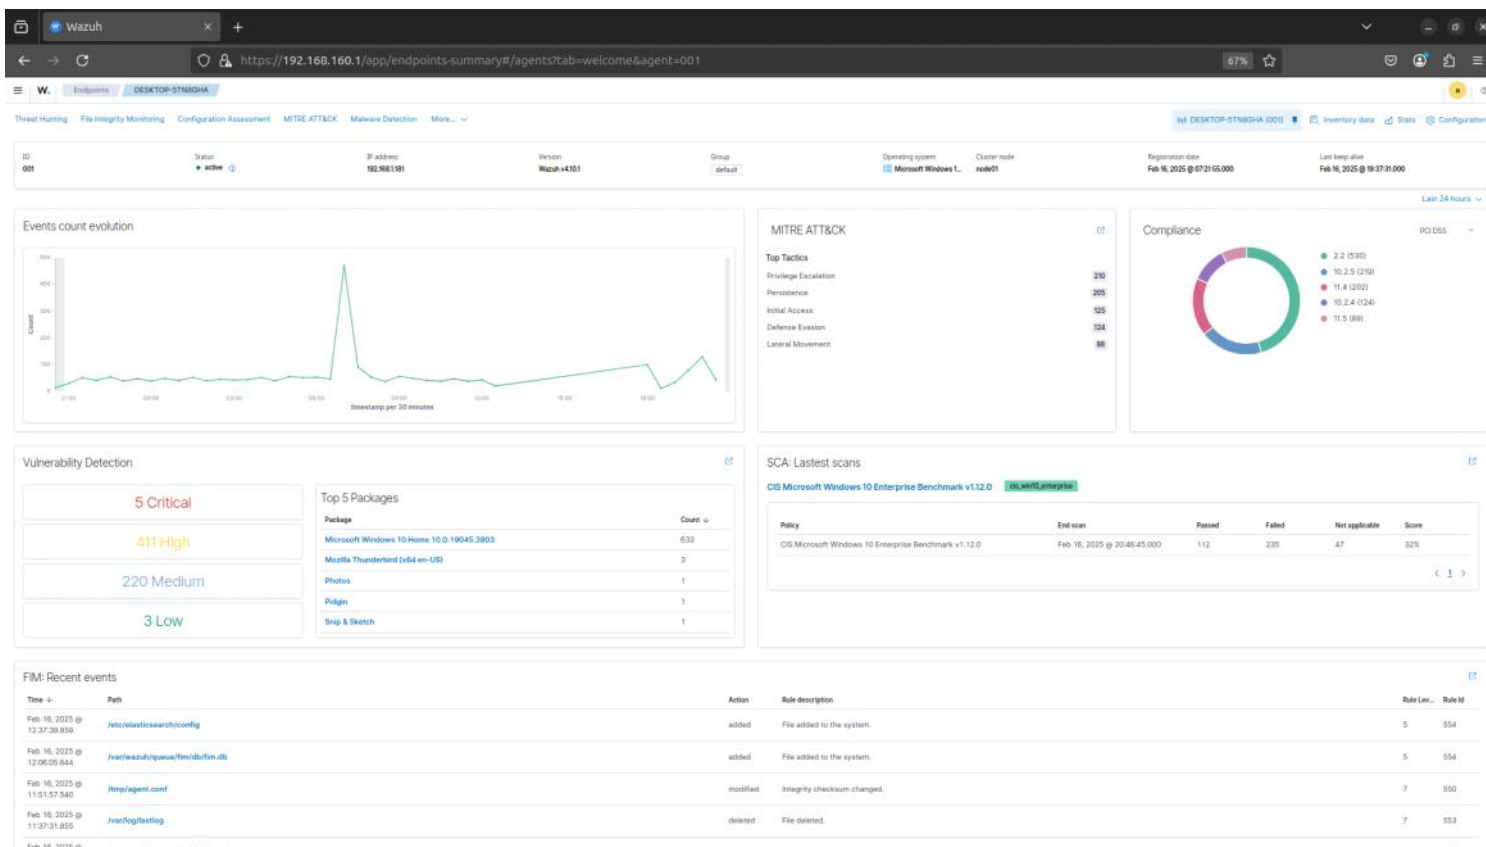 Wazuh
https://192.168.160.1/app/endpoints-summary#/agents?tab=welcome&agent=001
67%
W. Endpoints DESKTOP-5TN8GHA
Threat Hunting File Integrity Monitoring Configuration Assessment MITRE ATT&CK Malware Detection More...
DESKTOP-5TN8GHA (001) Inventory data Stats Configuration
ID Status IP address Version Group Operating system Cluster node Registration date Last keep alive
001 active 192.168.1.181 Wazuh v4.10.1 default Microsoft Windows 1... node01 Feb 16, 2025 @ 07:21:55.000 Feb 16, 2025 @ 19:37:31.000
Last 24 hours
Events count evolution
Count
timestamp per 30 minutes
MITRE ATT&CK
Top Tactics
Privilege Escalation 210
Persistence 205
Initial Access 125
Defense Evasion 124
Lateral Movement 88
Compliance
PCI DSS
2.2 (530)
10.2.5 (219)
11.4 (202)
10.2.4 (124)
11.5 (89)
Vulnerability Detection
5 Critical
411 High
220 Medium
3 Low
Top 5 Packages
Package Count
Microsoft Windows 10 Home 10.0.19045.3803 633
Mozilla Thunderbird (x64 en-US) 3
Photos 1
Pidgin 1
Snip & Sketch 1
SCA: Lastest scans
CIS Microsoft Windows 10 Enterprise Benchmark v1.12.0 cis_win10_enterprise
Policy End scan Passed Failed Not applicable Score
CIS Microsoft Windows 10 Enterprise Benchmark v1.12.0 Feb 16, 2025 @ 20:46:45.000 112 235 47 32%
1
FIM: Recent events
Time Path Action Rule description Rule Lev... Rule Id
Feb 16, 2025 @
12:37:39.859 /etc/elasticsearch/config added File added to the system. 5 554
Feb 16, 2025 @
12:06:05.644 /var/wazuh/queue/fim/db/fim.db added File added to the system. 5 554
Feb 16, 2025 @
11:51:57.540 /tmp/agent.conf modified Integrity checksum changed. 7 550
Feb 16, 2025 @
11:37:31.855 /var/log/lastlog deleted File deleted. 7 553